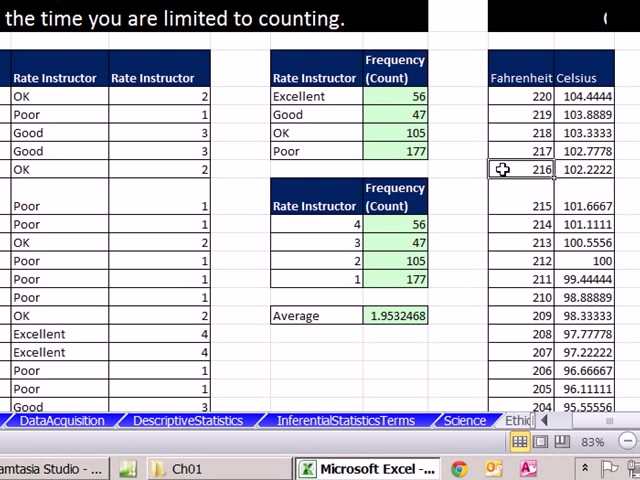 the time you are limited to counting.
Rate Instructor Rate Instructor
OK 2
Poor 1
Good 3
Good 3
OK 2
Poor 1
Poor 1
OK 2
Poor 1
Poor 1
Poor 1
OK 2
Excellent 4
Excellent 4
Poor 1
Poor 1
Good 3
Rate Instructor Frequency (Count)
Excellent 56
Good 47
OK 105
Poor 177
Rate Instructor Frequency (Count)
4 56
3 47
2 105
1 177
Average 1.9532468
Fahrenheit Celsius
220 104.4444
219 103.8889
218 103.3333
217 102.7778
216 102.2222
215 101.6667
214 101.1111
213 100.5556
212 100
211 99.44444
210 98.88889
209 98.33333
208 97.77778
207 97.22222
206 96.66667
205 96.11111
204 95.55556
DataAcquisition DescriptiveStatistics InferentialStatisticsTerms Science Ethic
83%
amtasia Studio - ... Ch01 Microsoft Excel -...